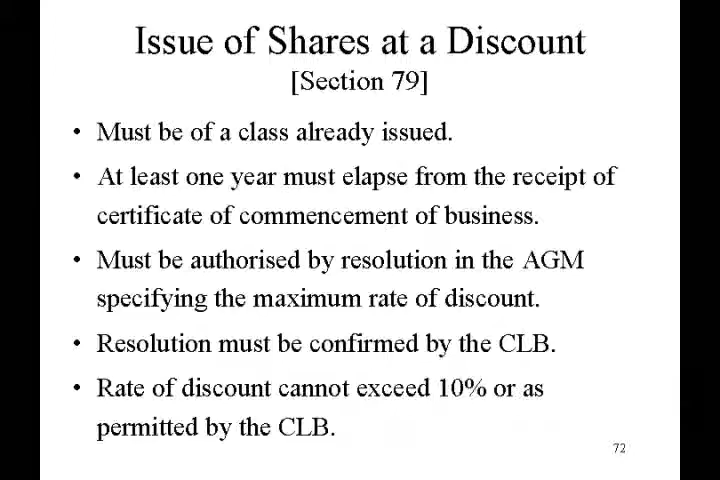 Issue of Shares at a Discount
[Section 79]
• Must be of a class already issued.
• At least one year must elapse from the receipt of
certificate of commencement of business.
• Must be authorised by resolution in the AGM
specifying the maximum rate of discount.
• Resolution must be confirmed by the CLB.
• Rate of discount cannot exceed 10% or as
permitted by the CLB.
72